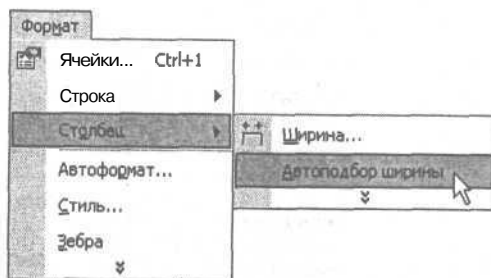 Формат
Ячейки... Ctrl+1
Строка
Столбец
Ширина...
Автоподбор ширины
Автоформат...
Стиль...
Зебра